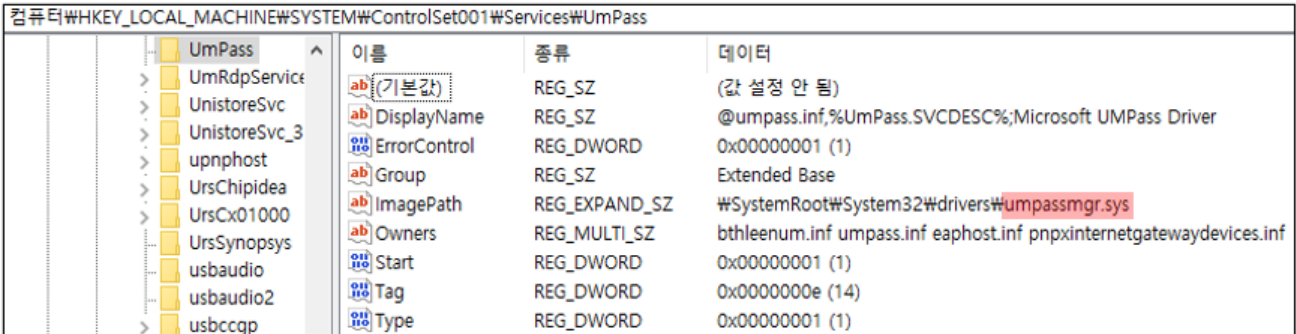 컴퓨터₩HKEY_LOCAL_MACHINE₩SYSTEM₩ControlSet001₩Services₩UmPass
UmPass
UmRdpService
UnistoreSvc
UnistoreSvc_3
upnphost
UrsChipidea
UrsCx01000
UrsSynopsys
usbaudio
usbaudio2
usbccgp
이름 종류 데이터
(기본값) REG_SZ (값 설정 안 됨)
DisplayName REG_SZ @umpass.inf,%UmPass.SVCDESC%;Microsoft UMPass Driver
ErrorControl REG_DWORD 0x00000001 (1)
Group REG_SZ Extended Base
ImagePath REG_EXPAND_SZ ₩SystemRoot₩System32₩drivers₩umpassmgr.sys
Owners REG_MULTI_SZ bthleenum.inf umpass.inf eaphost.inf pnpxinternetgatewaydevices.inf
Start REG_DWORD 0x00000001 (1)
Tag REG_DWORD 0x0000000e (14)
Type REG_DWORD 0x00000001 (1)